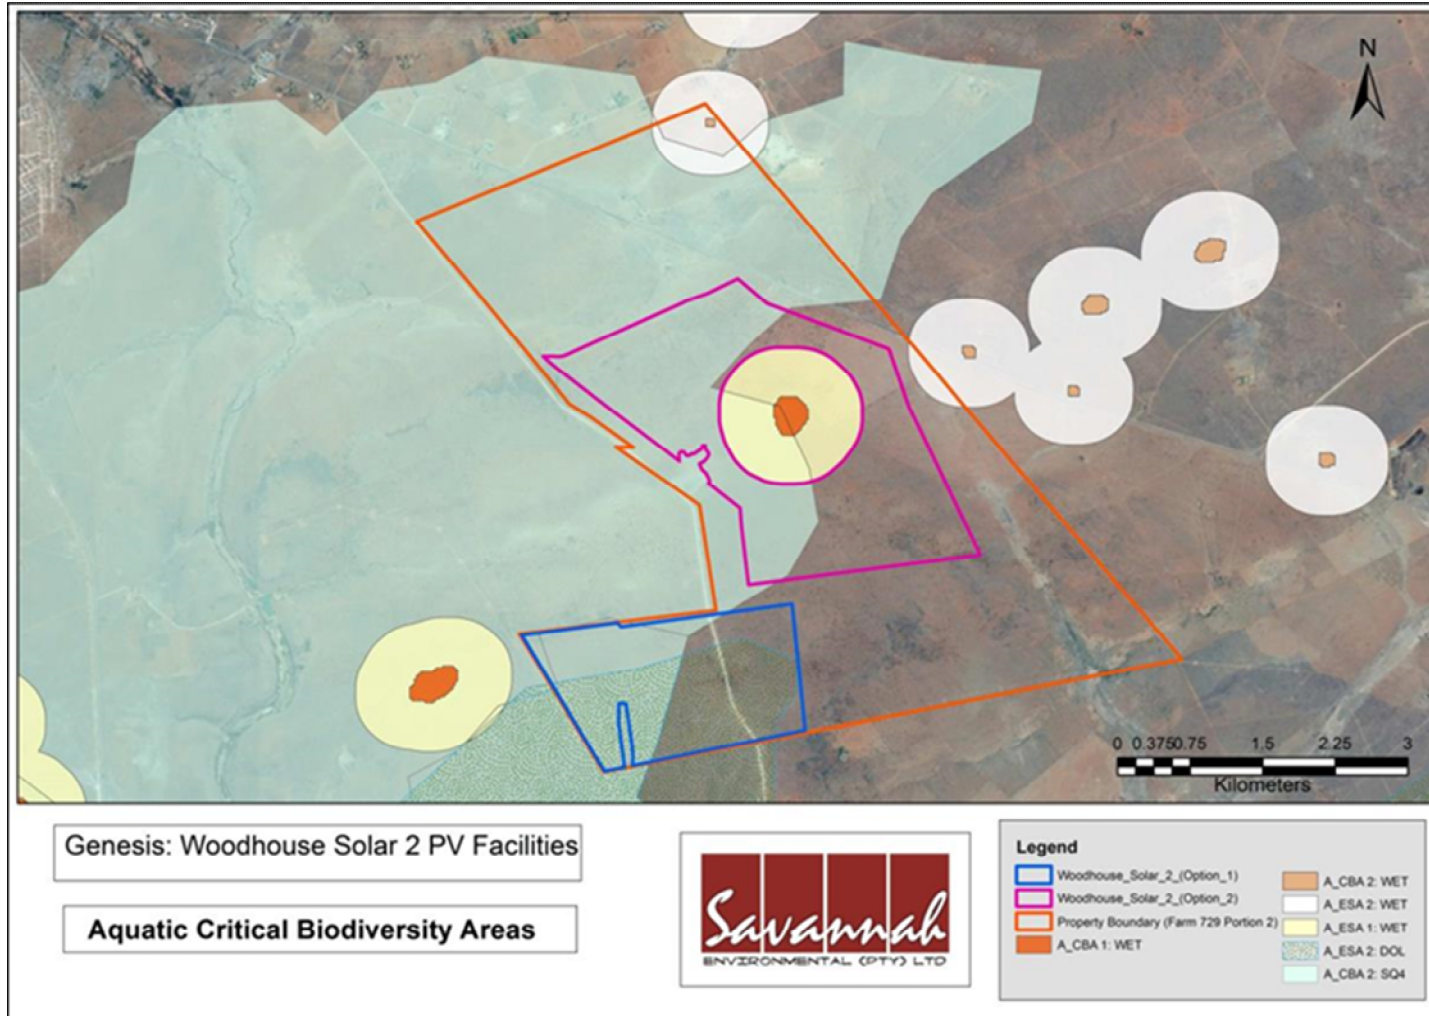 N
0 0.3750.75 1.5 2.25 3
Kilometers
Genesis: Woodhouse Solar 2 PV Facilities
Aquatic Critical Biodiversity Areas
Savannah
ENVIRONMENTAL (PTY) LTD
Legend
Woodhouse_Solar_2_(Option_1)
Woodhouse_Solar_2_(Option_2)
Property Boundary (Farm 729 Portion 2)
A_CBA 1: WET
A_CBA 2: WET
A_ESA 2: WET
A_ESA 1: WET
A_ESA 2: DOL
A_CBA 2: SQ4